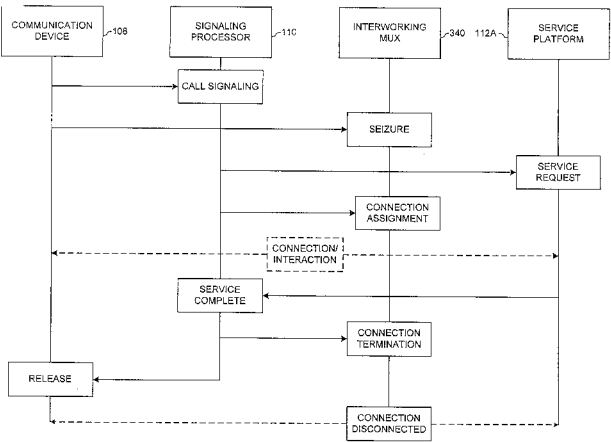 COMMUNICATION
DEVICE
106
SIGNALING
PROCESSOR
110
INTERWORKING
MUX
340
112A
SERVICE
PLATFORM
CALL SIGNALING
SEIZURE
SERVICE
REQUEST
CONNECTION
ASSIGNMENT
CONNECTION/
INTERACTION
SERVICE
COMPLETE
CONNECTION
TERMINATION
RELEASE
CONNECTION
DISCONNECTED